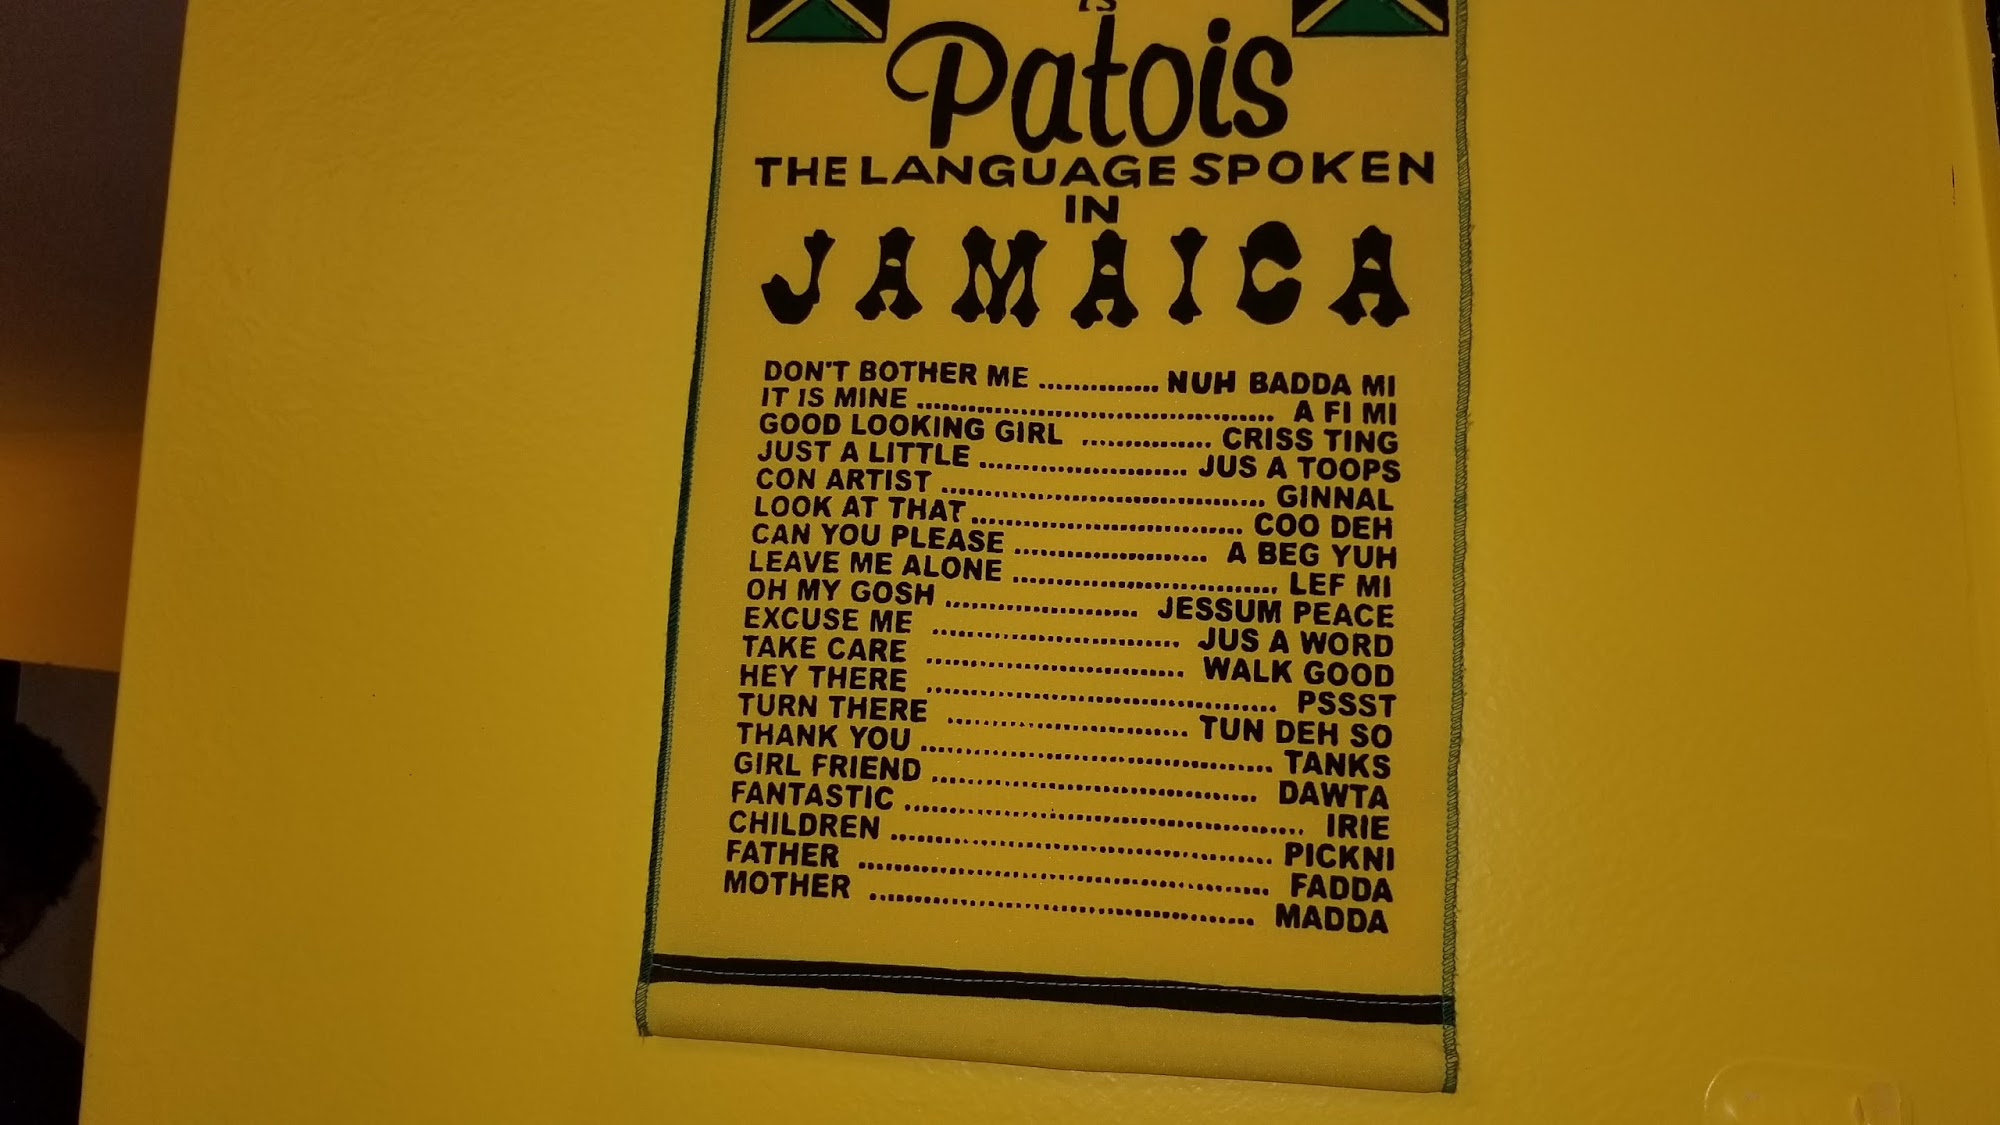 IS
Patois
THE LANGUAGE SPOKEN
IN
JAMAICA
DON'T BOTHER ME .............. NUH BADDA MI
IT IS MINE .......................................... A FI MI
GOOD LOOKING GIRL ............... CRISS TING
JUST A LITTLE ........................ JUS A TOOPS
CON ARTIST ...................................... GINNAL
LOOK AT THAT ................................ COO DEH
CAN YOU PLEASE ....................... A BEG YUH
LEAVE ME ALONE ............................... LEF MI
OH MY GOSH ....................... JESSUM PEACE
EXCUSE ME ............................. JUS A WORD
TAKE CARE .............................. WALK GOOD
HEY THERE ......................................... PSSST
TURN THERE ............................ TUN DEH SO
THANK YOU ......................................... TANKS
GIRL FRIEND ...................................... DAWTA
FANTASTIC ............................................... IRIE
CHILDREN ............................................. PICKNI
FATHER ................................................ FADDA
MOTHER ............................................. MADDA